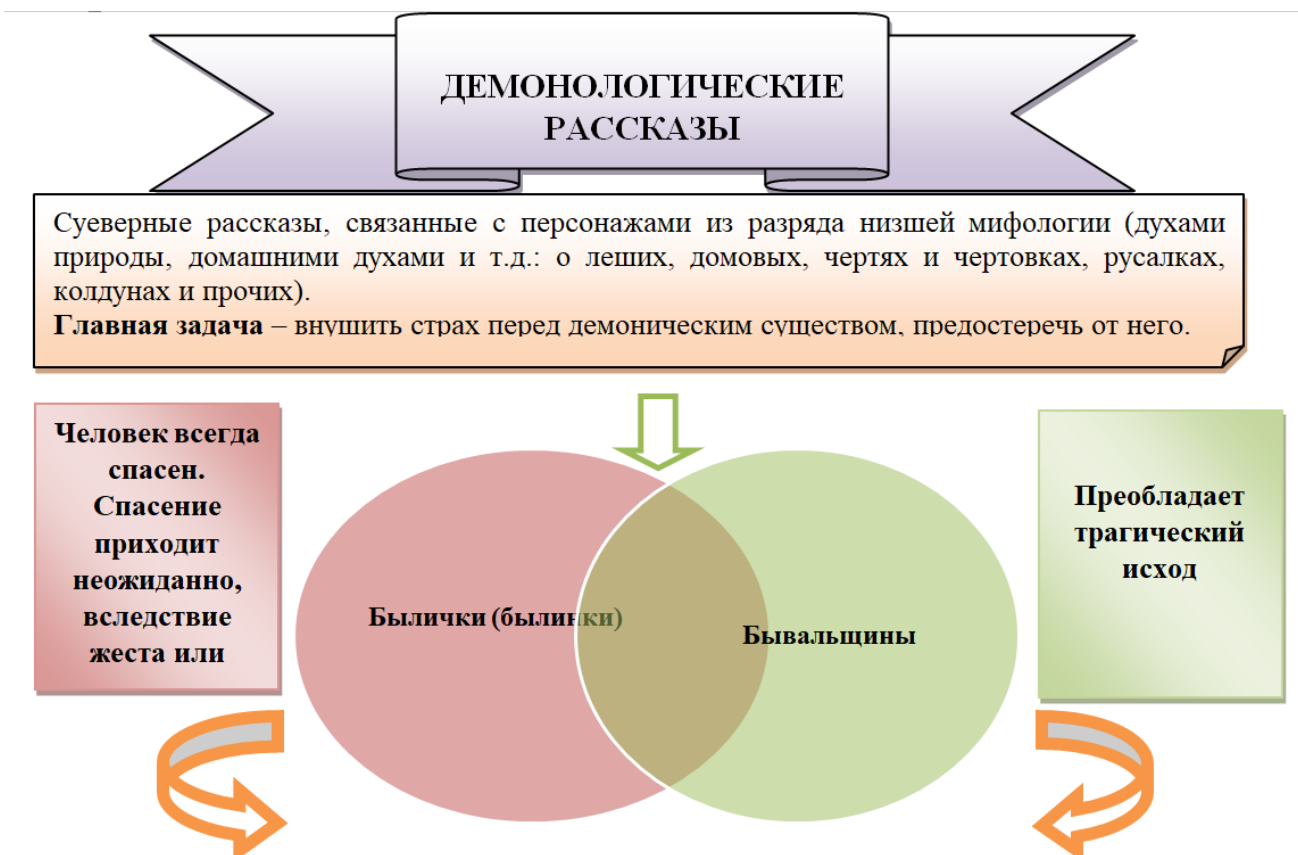 ДЕМОНОЛОГИЧЕСКИЕ
РАССКАЗЫ
Суеверные рассказы, связанные с персонажами из разряда низшей мифологии (духами
природы, домашними духами и т.д.: о леших, домовых, чертях и чертовках, русалках,
колдунах и прочих).
Главная задача – внушить страх перед демоническим существом, предостеречь от него.
Человек всегда
спасен.
Спасение
приходит
неожиданно,
вследствие
жеста или
Былички (былинки)
Бывальщины
Преобладает
трагический
исход